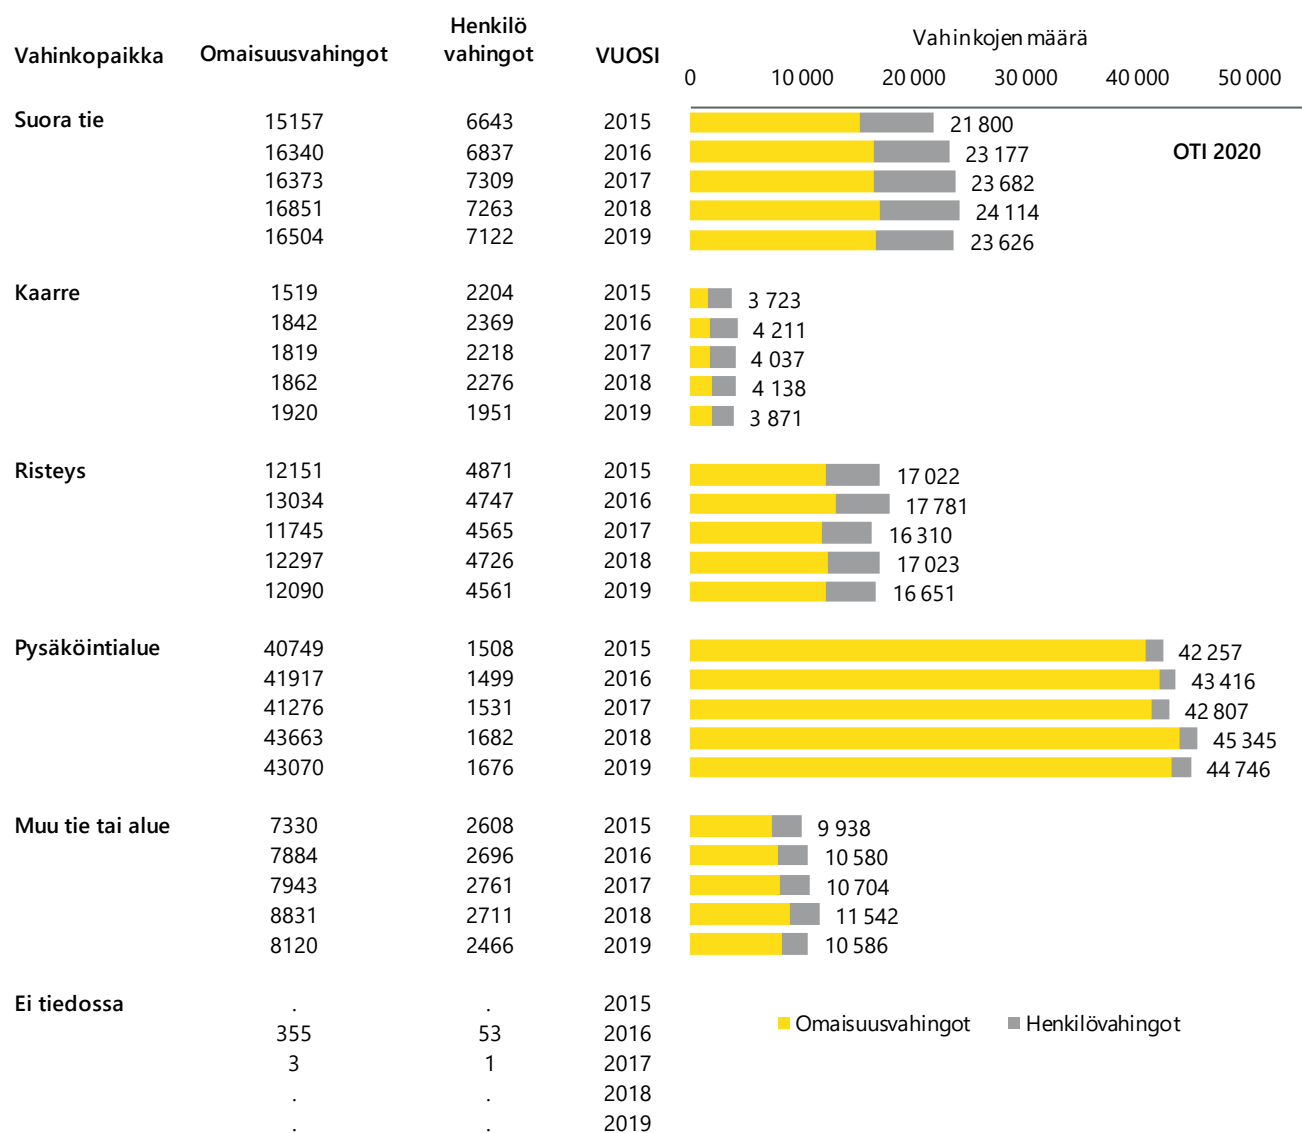 Vahinkopaikka Omaisuusvahingot Henkilö vahingot VUOSI
Vahinkojen määrä
0 10 000 20 000 30 000 40 000 50 000
Suora tie 15157 6643 2015 21 800
16340 6837 2016 23 177 OTI 2020
16373 7309 2017 23 682
16851 7263 2018 24 114
16504 7122 2019 23 626
Kaarre 1519 2204 2015 3 723
1842 2369 2016 4 211
1819 2218 2017 4 037
1862 2276 2018 4 138
1920 1951 2019 3 871
Risteys 12151 4871 2015 17 022
13034 4747 2016 17 781
11745 4565 2017 16 310
12297 4726 2018 17 023
12090 4561 2019 16 651
Pysäköintialue 40749 1508 2015 42 257
41917 1499 2016 43 416
41276 1531 2017 42 807
43663 1682 2018 45 345
43070 1676 2019 44 746
Muu tie tai alue 7330 2608 2015 9 938
7884 2696 2016 10 580
7943 2761 2017 10 704
8831 2711 2018 11 542
8120 2466 2019 10 586
Ei tiedossa . . 2015
355 53 2016
3 1 2017
. . 2018
. . 2019
Omaisuusvahingot Henkilövahingot